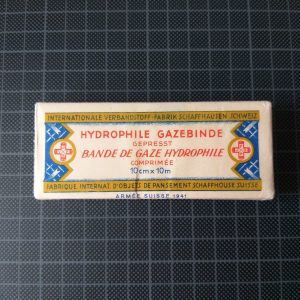 INTERNATIONALE VERBANDSTOFF-FABRIK SCHAFFHAUSEN SCHWEIZ
HYDROPHILE GAZEBINDE
GEPRESST
BANDE DE GAZE HYDROPHILE
COMPRIMÉE
10cm x 10m
FABRIQUE INTERNAT. D'OBJETS DE PANSEMENT SCHAFFHOUSE SUISSE
ARMÉE SUISSE 1941